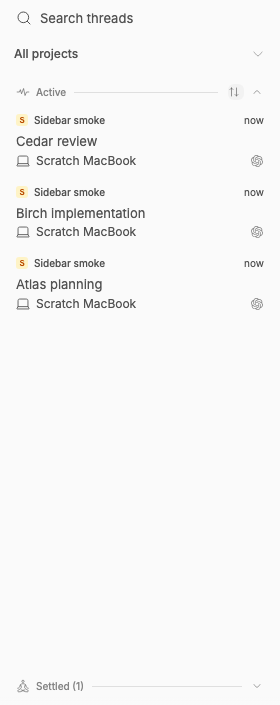 Search threads
All projects
Active
S Sidebar smoke now
Cedar review
Scratch MacBook
S Sidebar smoke now
Birch implementation
Scratch MacBook
S Sidebar smoke now
Atlas planning
Scratch MacBook
Settled (1)